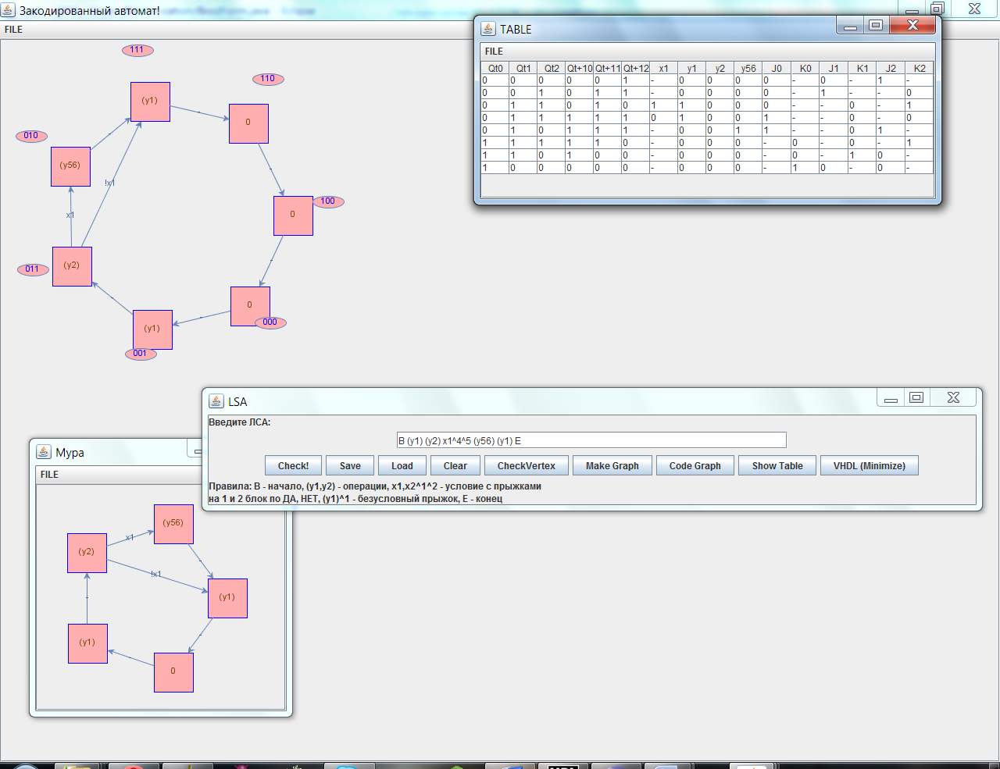 Закодированный автомат!
FILE
111
(y1)
110
0
010
(y56)
!x1
x1
100
0
011
(y2)
0
000
(y1)
001
TABLE
FILE
Qt0 Qt1 Qt2 Qt+10 Qt+11 Qt+12 x1 y1 y2 y56 J0 K0 J1 K1 J2 K2
0 0 0 0 0 1 - 0 0 0 0 - 0 - 1 -
0 0 1 0 1 1 - 0 0 0 0 - 1 - - 0
0 1 1 0 1 0 1 1 0 0 0 - - 0 - 1
0 1 1 1 1 1 0 1 0 0 1 - - 0 - 0
0 1 0 1 1 1 - 0 0 1 1 - - 0 1 -
1 1 1 1 1 0 - 0 0 0 - 0 - 0 - 1
1 1 0 1 0 0 - 0 0 0 - 0 - 1 0 -
1 0 0 0 0 0 - 0 0 0 - 1 0 - 0 -
LSA
Введите ЛСА:
B (y1) (y2) x1^4^5 (y56) (y1) E
Check! Save Load Clear CheckVertex Make Graph Code Graph Show Table VHDL (Minimize)
Правила: B - начало, (y1,y2) - операции, x1,x2^1^2 - условие с прыжками
на 1 и 2 блок по ДА, НЕТ, (y1)^1 - безусловный прыжок, E - конец
Мура
FILE
(y56)
x1
(y2)
!x1
(y1)
(y1)
0